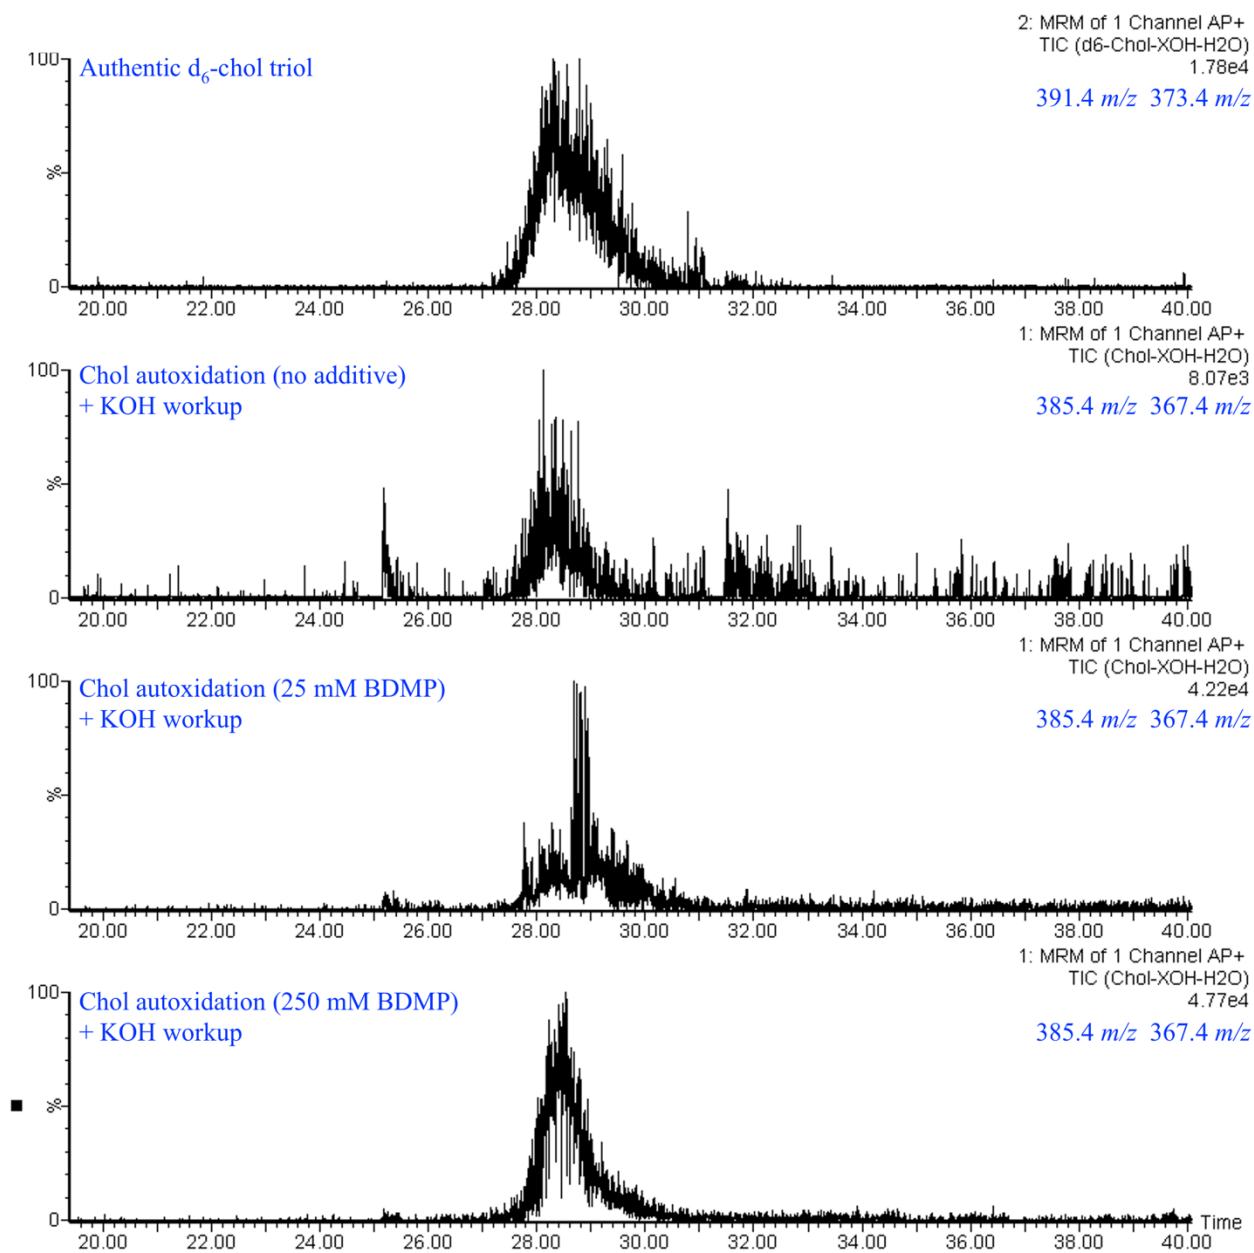 2: MRM of 1 Channel AP+
TIC (d6-Chol-XOH-H2O)
1.78e4
391.4 m/z 373.4 m/z
Authentic d6-chol triol
100
%
0
20.00 22.00 24.00 26.00 28.00 30.00 32.00 34.00 36.00 38.00 40.00
1: MRM of 1 Channel AP+
TIC (Chol-XOH-H2O)
8.07e3
385.4 m/z 367.4 m/z
Chol autoxidation (no additive)
+ KOH workup
100
%
0
20.00 22.00 24.00 26.00 28.00 30.00 32.00 34.00 36.00 38.00 40.00
1: MRM of 1 Channel AP+
TIC (Chol-XOH-H2O)
4.22e4
385.4 m/z 367.4 m/z
Chol autoxidation (25 mM BDMP)
+ KOH workup
100
%
0
20.00 22.00 24.00 26.00 28.00 30.00 32.00 34.00 36.00 38.00 40.00
1: MRM of 1 Channel AP+
TIC (Chol-XOH-H2O)
4.77e4
385.4 m/z 367.4 m/z
Chol autoxidation (250 mM BDMP)
+ KOH workup
100
%
0
Time
20.00 22.00 24.00 26.00 28.00 30.00 32.00 34.00 36.00 38.00 40.00